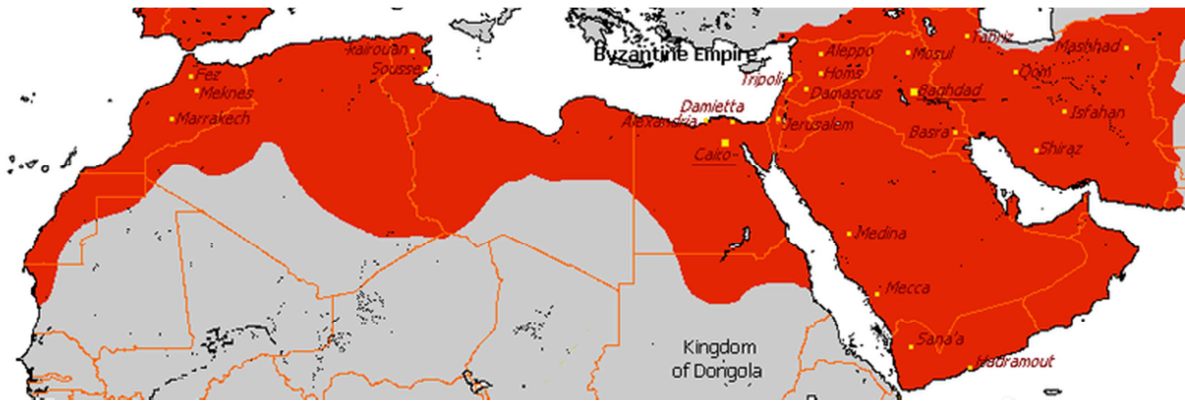 kairouan
Sousse
Fez
Meknes
Marrakech
Byzantine Empire
Tabriz
Mashhad
Aleppo
Mosul
Qom
Tripoli
Homs
Baghdad
Damascus
Damietta
Alexandria
Jerusalem
Isfahan
Basra
Cairo
Shiraz
Medina
Mecca
Sana'a
Hadramout
Kingdom
of Dongola